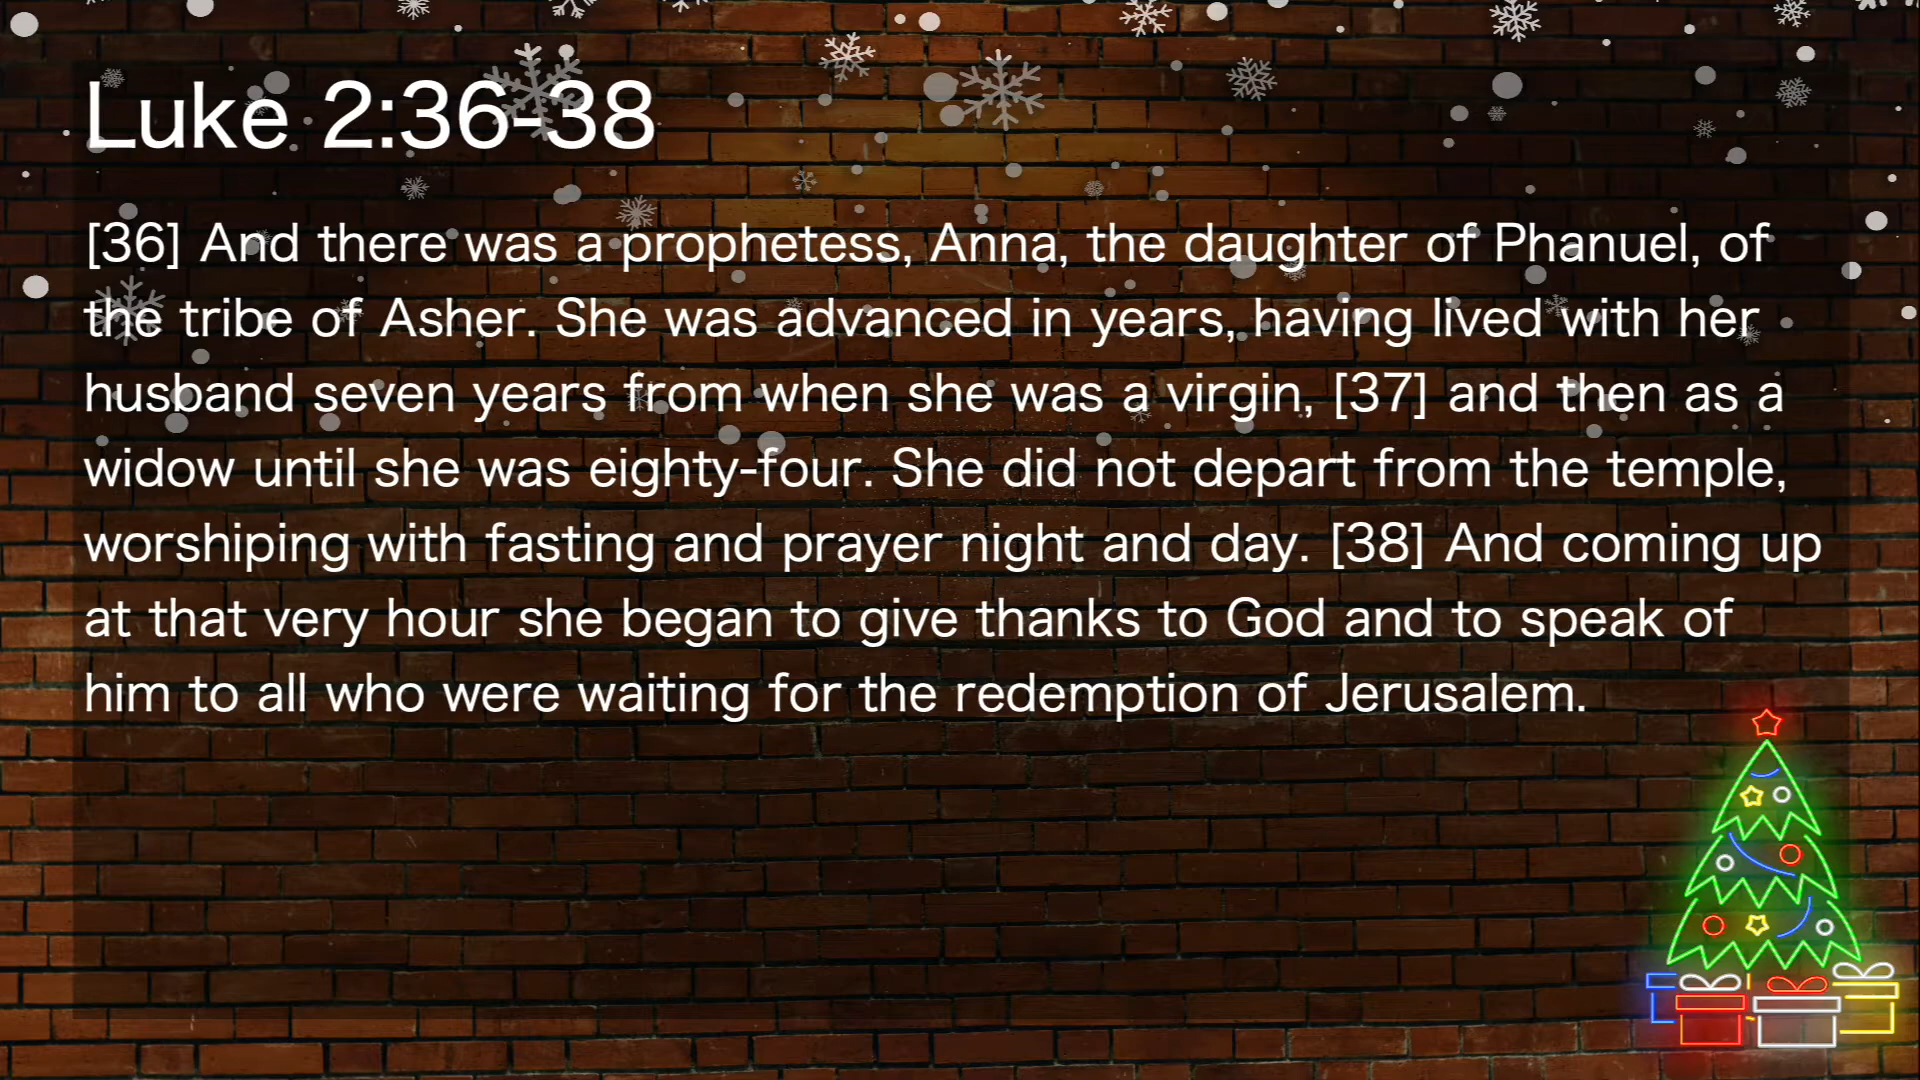 Luke 2:36-38
[36] And there was a prophetess, Anna, the daughter of Phanuel, of
the tribe of Asher. She was advanced in years, having lived with her
husband seven years from when she was a virgin, [37] and then as a
widow until she was eighty-four. She did not depart from the temple,
worshiping with fasting and prayer night and day. [38] And coming up
at that very hour she began to give thanks to God and to speak of
him to all who were waiting for the redemption of Jerusalem.